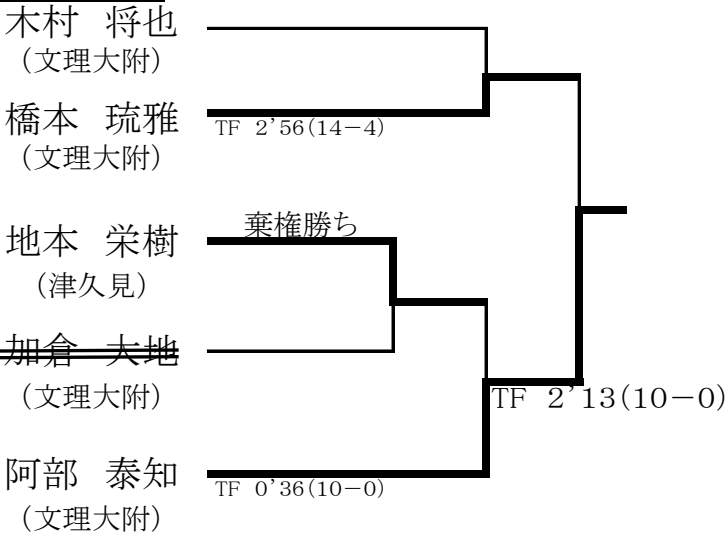 木村 将也
（文理大附）
橋本 琉雅
TF 2’56(14－4)
（文理大附）
棄権勝ち
地本 栄樹
（津久見）
加倉 大地
（文理大附）
TF 2’13(10－0)
阿部 泰知
TF 0’36(10－0)
（文理大附）